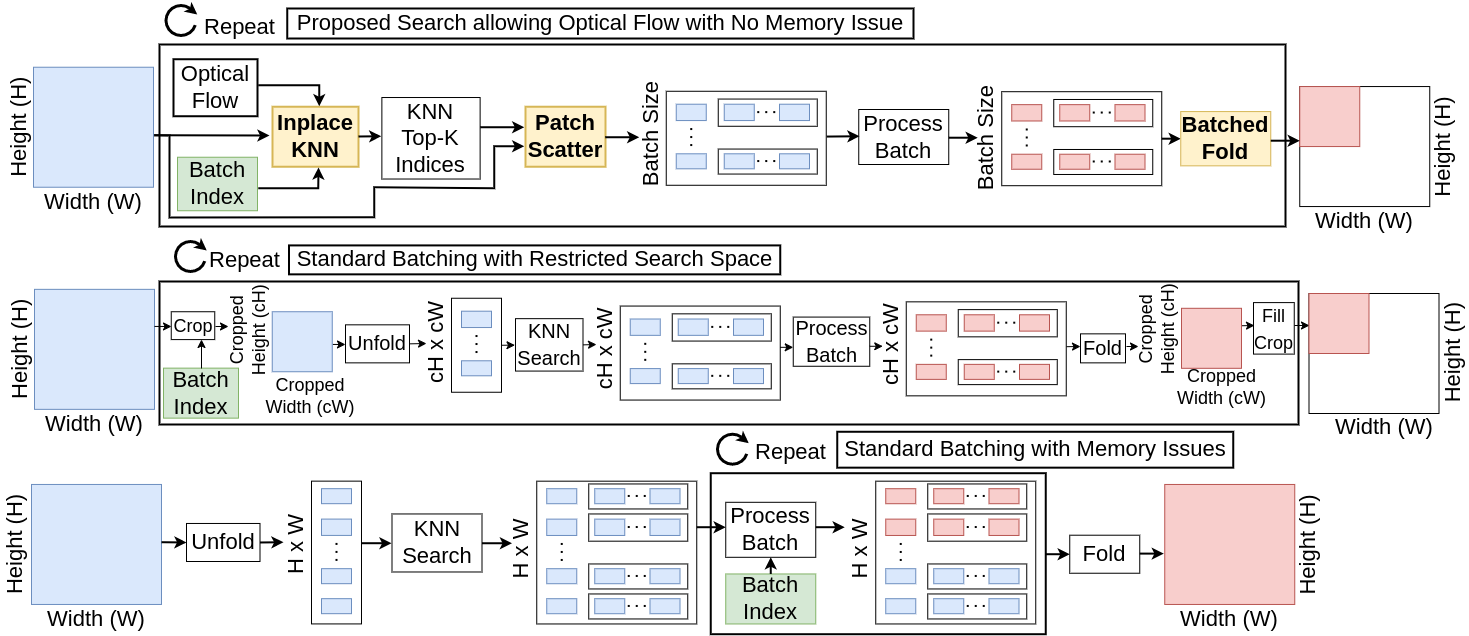 Repeat
Proposed Search allowing Optical Flow with No Memory Issue
Height (H)
Width (W)
Optical
Flow
Inplace
KNN
Batch
Index
KNN
Top-K
Indices
Patch
Scatter
Batch Size
Process
Batch
Batch Size
Batched
Fold
Height (H)
Width (W)
Repeat
Standard Batching with Restricted Search Space
Height (H)
Width (W)
Crop
Batch
Index
Cropped
Height (cH)
Cropped
Width (cW)
Unfold
cH x cW
KNN
Search
cH x cW
Process
Batch
cH x cW
Fold
Cropped
Height (cH)
Cropped
Width (cW)
Fill
Crop
Height (H)
Width (W)
Repeat
Standard Batching with Memory Issues
Height (H)
Width (W)
Unfold
H x W
KNN
Search
H x W
Process
Batch
Batch
Index
H x W
Fold
Height (H)
Width (W)